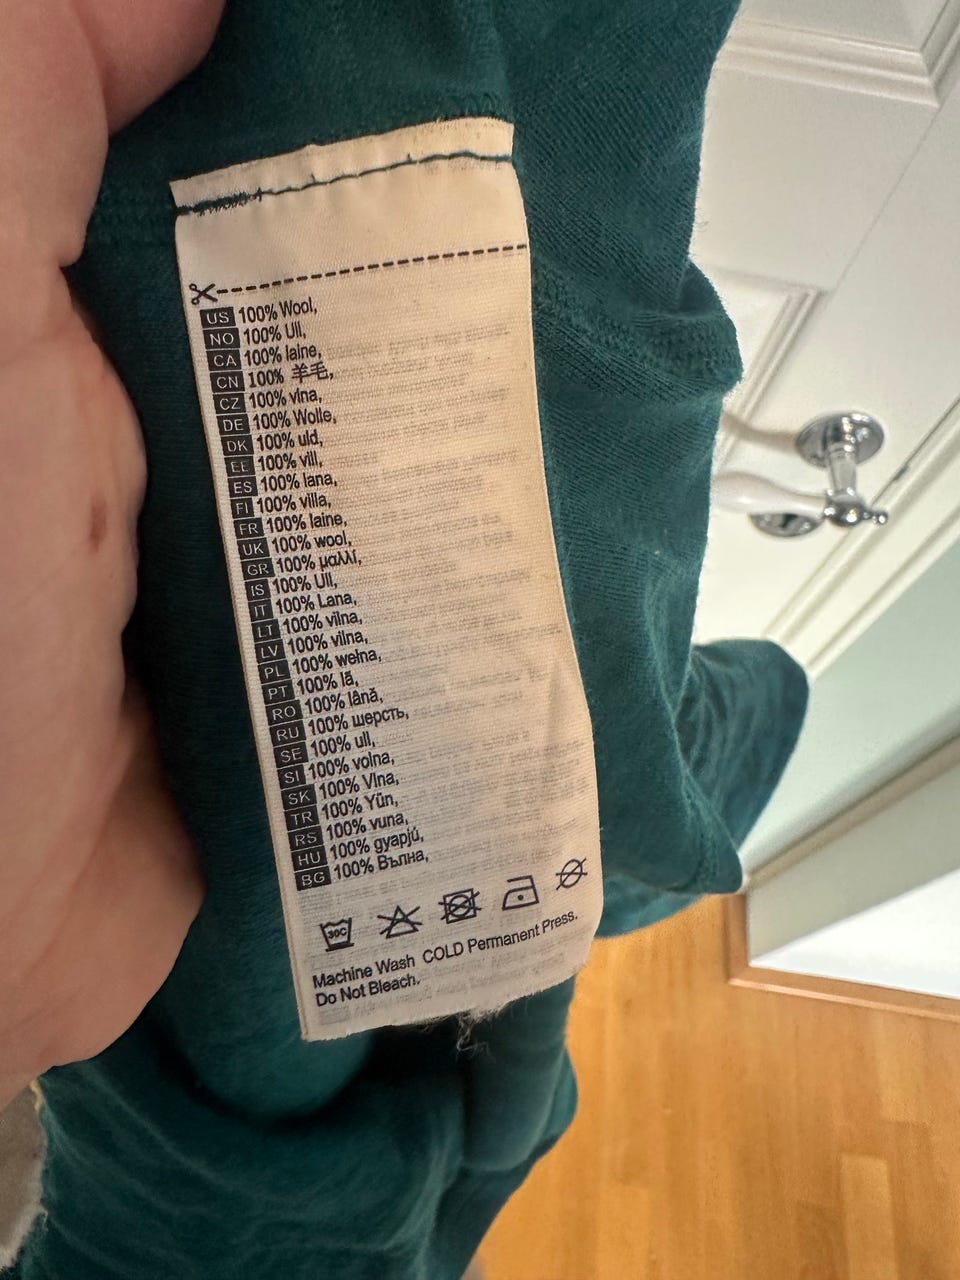 US 100% Wool,
NO 100% Ull,
CA 100% laine,
CN 100% 羊毛,
CZ 100% vlna,
DE 100% Wolle,
DK 100% uld,
EE 100% vill,
ES 100% lana,
FI 100% villa,
FR 100% laine,
UK 100% wool,
GR 100% μαλλί,
IS 100% Ull,
IT 100% Lana,
LT 100% vilna,
LV 100% vilna,
PL 100% wełna,
PT 100% lã,
RO 100% lână,
RU 100% шерсть,
SE 100% ull,
SI 100% volna,
SK 100% Vlna,
TR 100% Yün,
RS 100% vuna,
HU 100% gyapjú,
BG 100% Вълна,
30C
Machine Wash COLD Permanent Press.
Do Not Bleach.